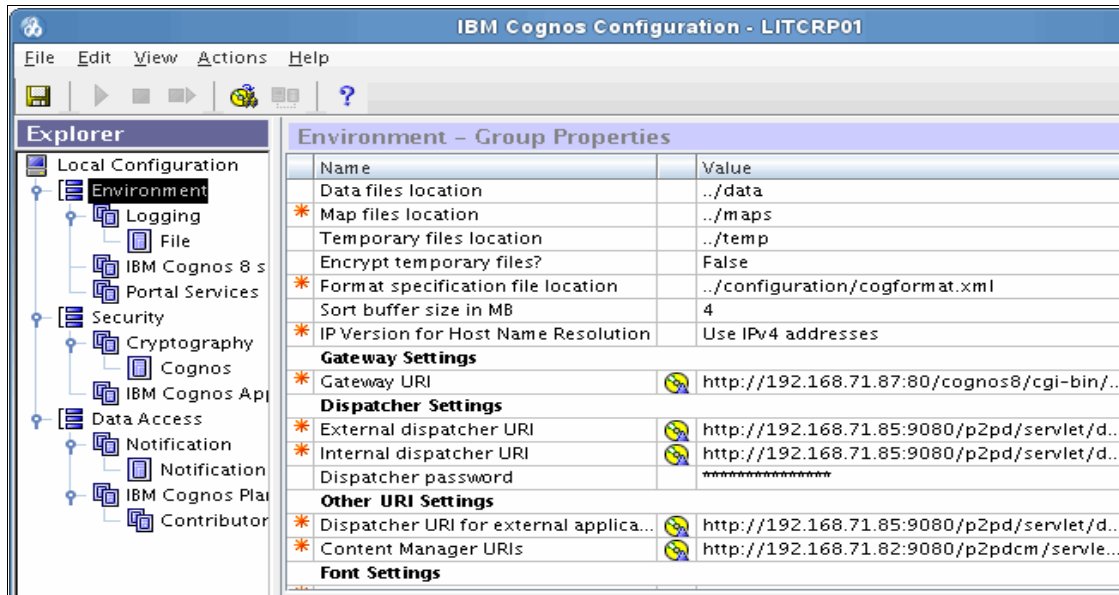 IBM Cognos Configuration - LITCRP01
File Edit View Actions Help
Explorer
Local Configuration
Environment
Logging
File
IBM Cognos 8 s
Portal Services
Security
Cryptography
Cognos
IBM Cognos App
Data Access
Notification
Notification
IBM Cognos Plan
Contributor
Environment - Group Properties
Name Value
Data files location ../data
* Map files location ../maps
Temporary files location ../temp
Encrypt temporary files? False
* Format specification file location ../configuration/cogformat.xml
Sort buffer size in MB 4
* IP Version for Host Name Resolution Use IPv4 addresses
Gateway Settings
* Gateway URI http://192.168.71.87:80/cognos8/cgi-bin/...
Dispatcher Settings
* External dispatcher URI http://192.168.71.85:9080/p2pd/servlet/d...
* Internal dispatcher URI http://192.168.71.85:9080/p2pd/servlet/d...
Dispatcher password ***************
Other URI Settings
* Dispatcher URI for external applica... http://192.168.71.85:9080/p2pd/servlet/d...
* Content Manager URIs http://192.168.71.82:9080/p2pdcm/servle...
Font Settings